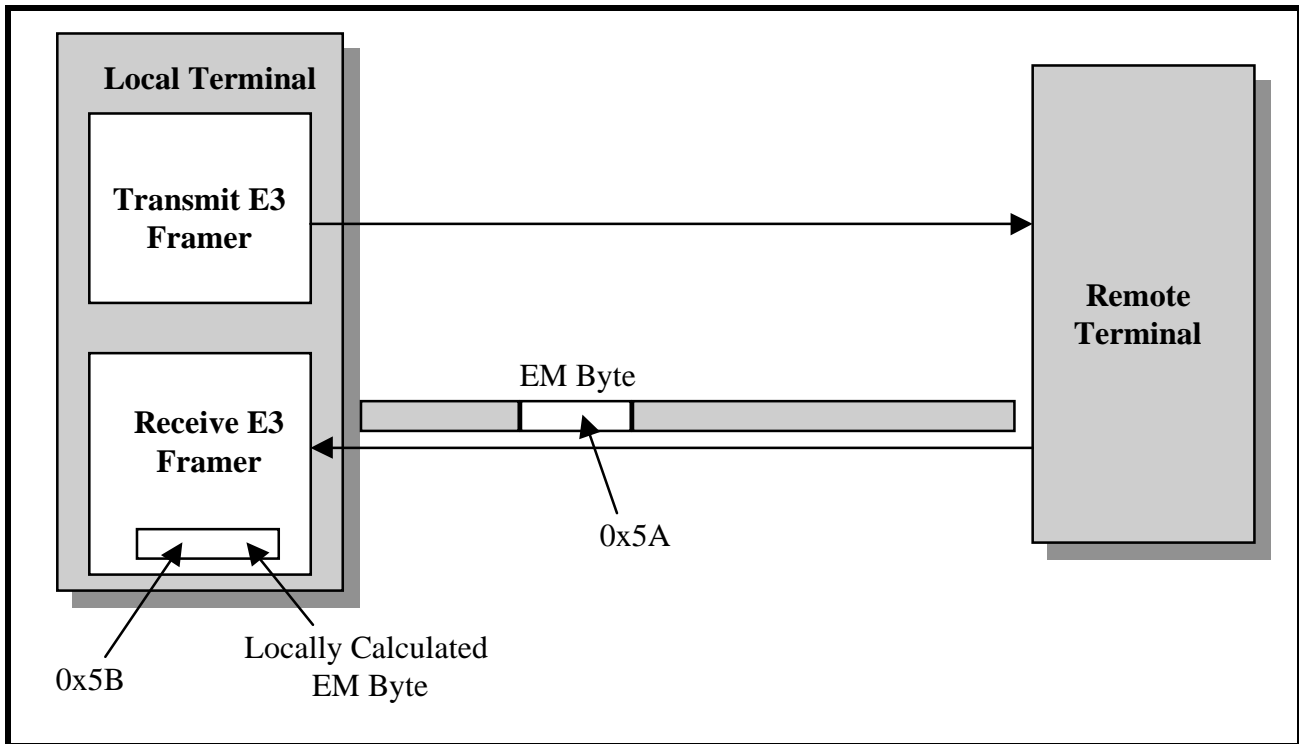 Local Terminal
Transmit E3
Framer
Remote
Terminal
EM Byte
Receive E3
Framer
0x5A
Locally Calculated
EM Byte
0x5B